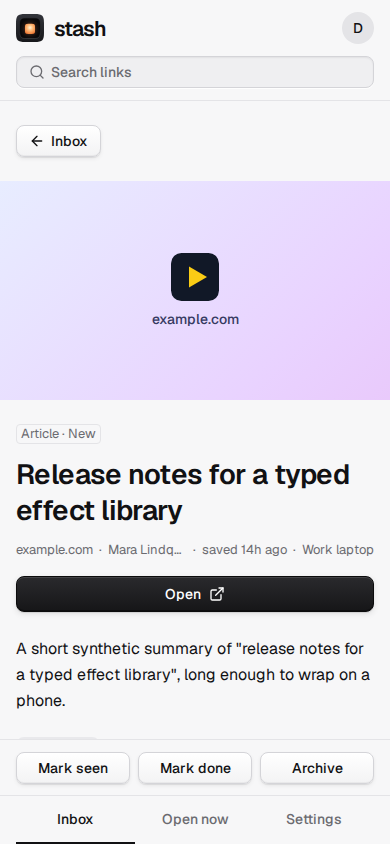 stash
D
Search links
Inbox
example.com
Article · New
Release notes for a typed
effect library
example.com · Mara Lindq... · saved 14h ago · Work laptop
Open
A short synthetic summary of "release notes for
a typed effect library", long enough to wrap on a
phone.
Mark seen Mark done Archive
Inbox Open now Settings